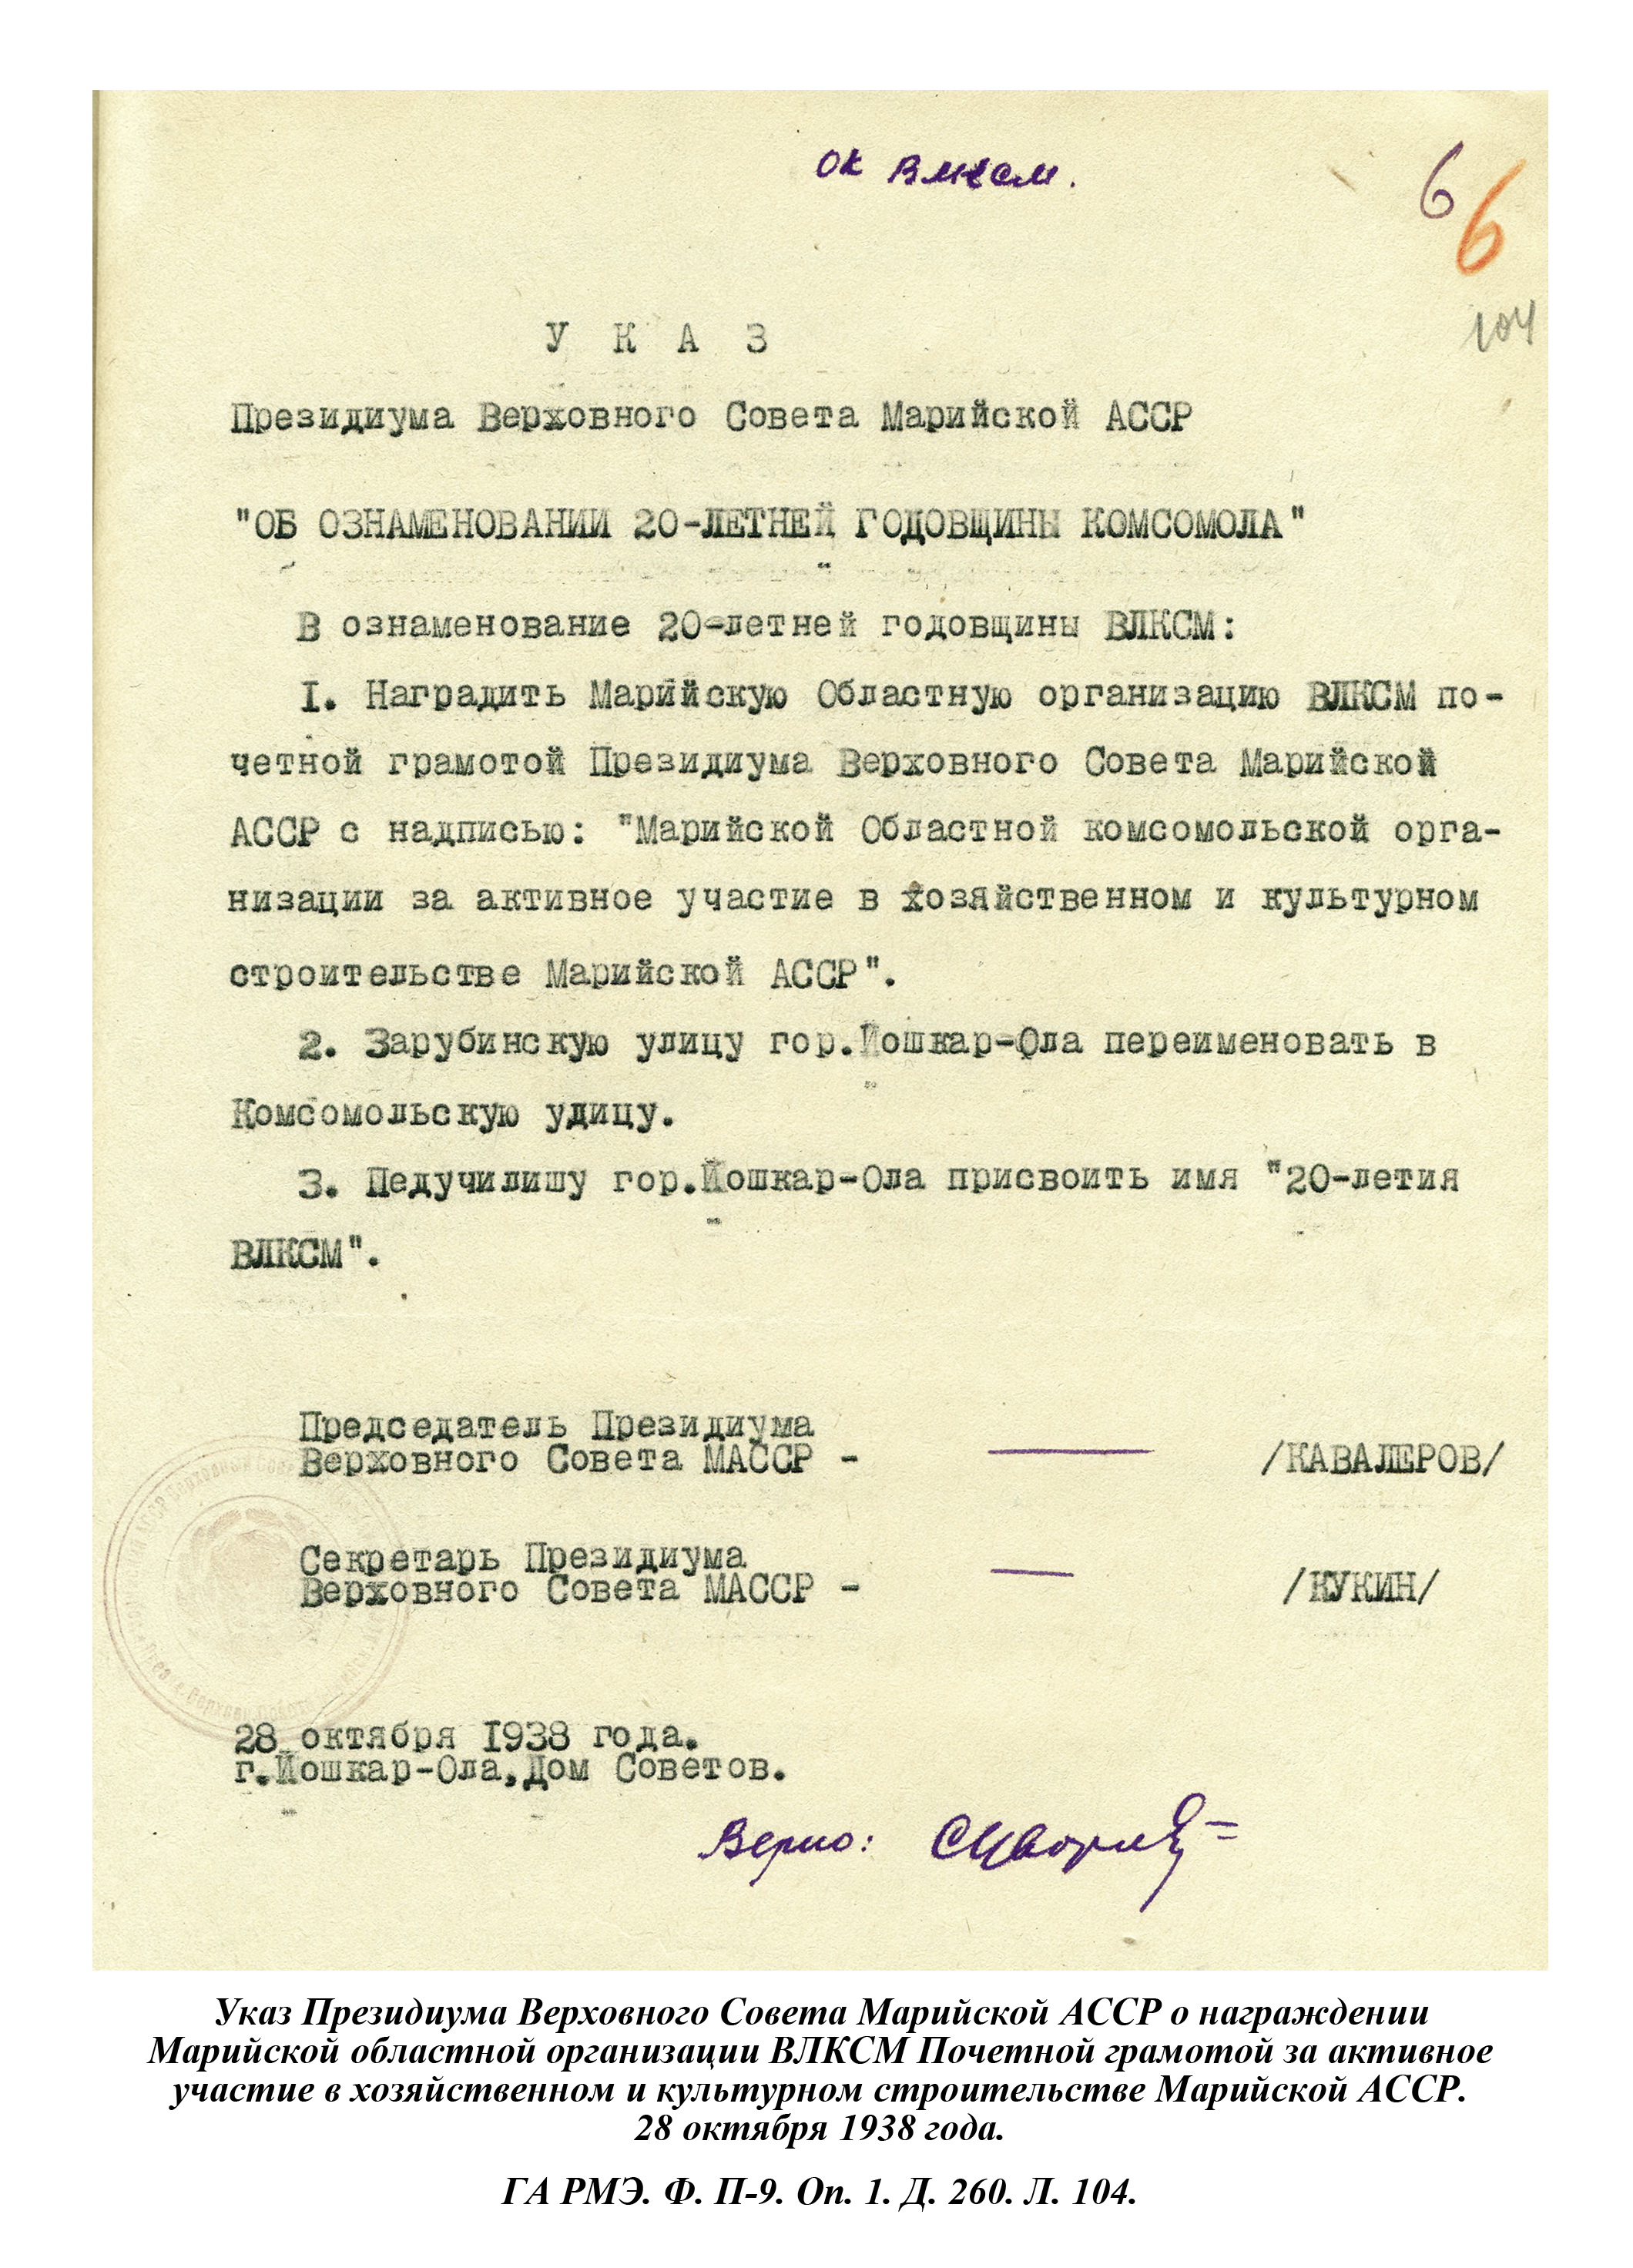 ОК ВЛКСМ.
6
6
104
У К А З
Президиума Верховного Совета Марийской АССР
"ОБ ОЗНАМЕНОВАНИИ 20-ЛЕТНЕЙ ГОДОВЩИНЫ КОМСОМОЛА"
В ознаменование 20-летней годовщины ВЛКСМ:
I. Наградить Марийскую Областную организацию ВЛКСМ по-
четной грамотой Президиума Верховного Совета Марийской
АССР с надписью: "Марийской Областной комсомольской орга-
низации за активное участие в хозяйственном и культурном
строительстве Марийской АССР".
2. Зарубинскую улицу гор.Йошкар-Ола переименовать в
Комсомольскую удицу.
3. Педучилишу гор.Йошкар-Ола присвоить имя "20-летия
ВЛКСМ".
Председатель Президиума
Верховного Совета МАССР - /КАВАЛЕРОВ/
Секретарь Президиума
Верховного Совета МАССР - /КУКИН/
28 октября I938 года.
г.Йошкар-Ола,Дом Советов.
Верно:
Указ Президиума Верховного Совета Марийской АССР о награждении
Марийской областной организации ВЛКСМ Почетной грамотой за активное
участие в хозяйственном и культурном строительстве Марийской АССР.
28 октября 1938 года.
ГА РМЭ. Ф. П-9. Оп. 1. Д. 260. Л. 104.